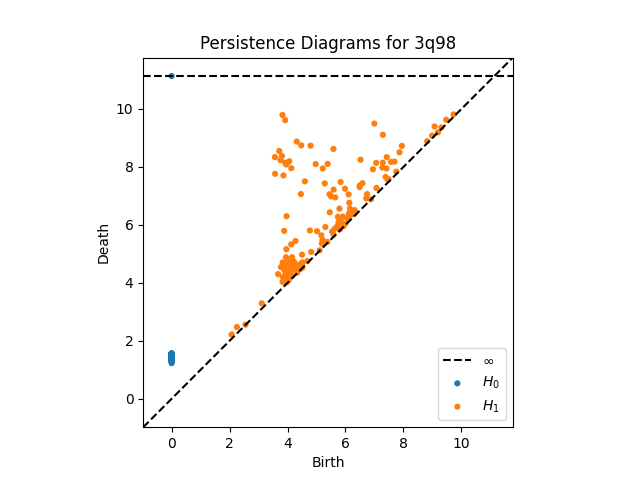 Persistence Diagrams for 3q98
Death
10
8
6
4
2
0
∞
H₀
H₁
0 2 4 6 8 10
Birth